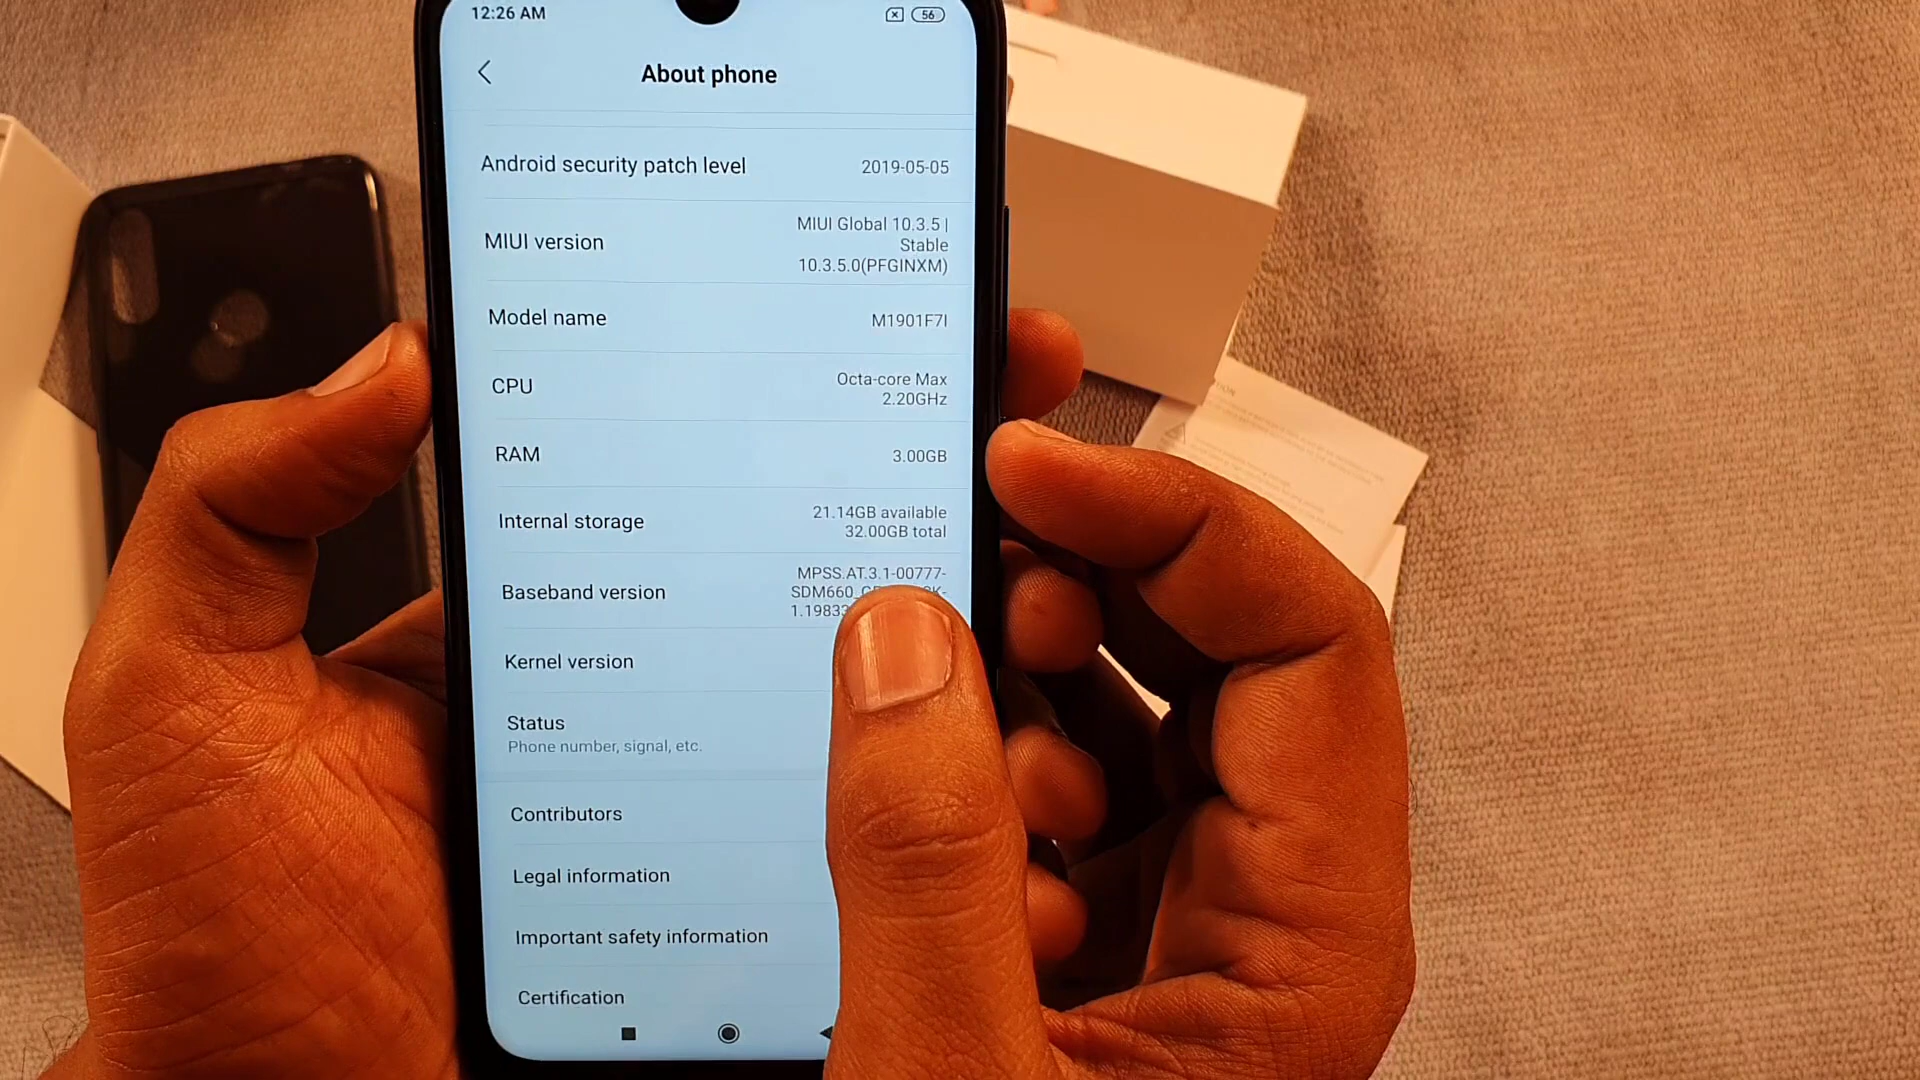 12:26 AM
56
About phone
Android security patch level
2019-05-05
MIUI version
MIUI Global 10.3.5 |
Stable
10.3.5.0(PFGINXM)
Model name
M1901F7I
CPU
Octa-core Max
2.20GHz
RAM
3.00GB
Internal storage
21.14GB available
32.00GB total
Baseband version
MPSS.AT.3.1-00777-
Kernel version
Status
Phone number, signal, etc.
Contributors
Legal information
Important safety information
Certification